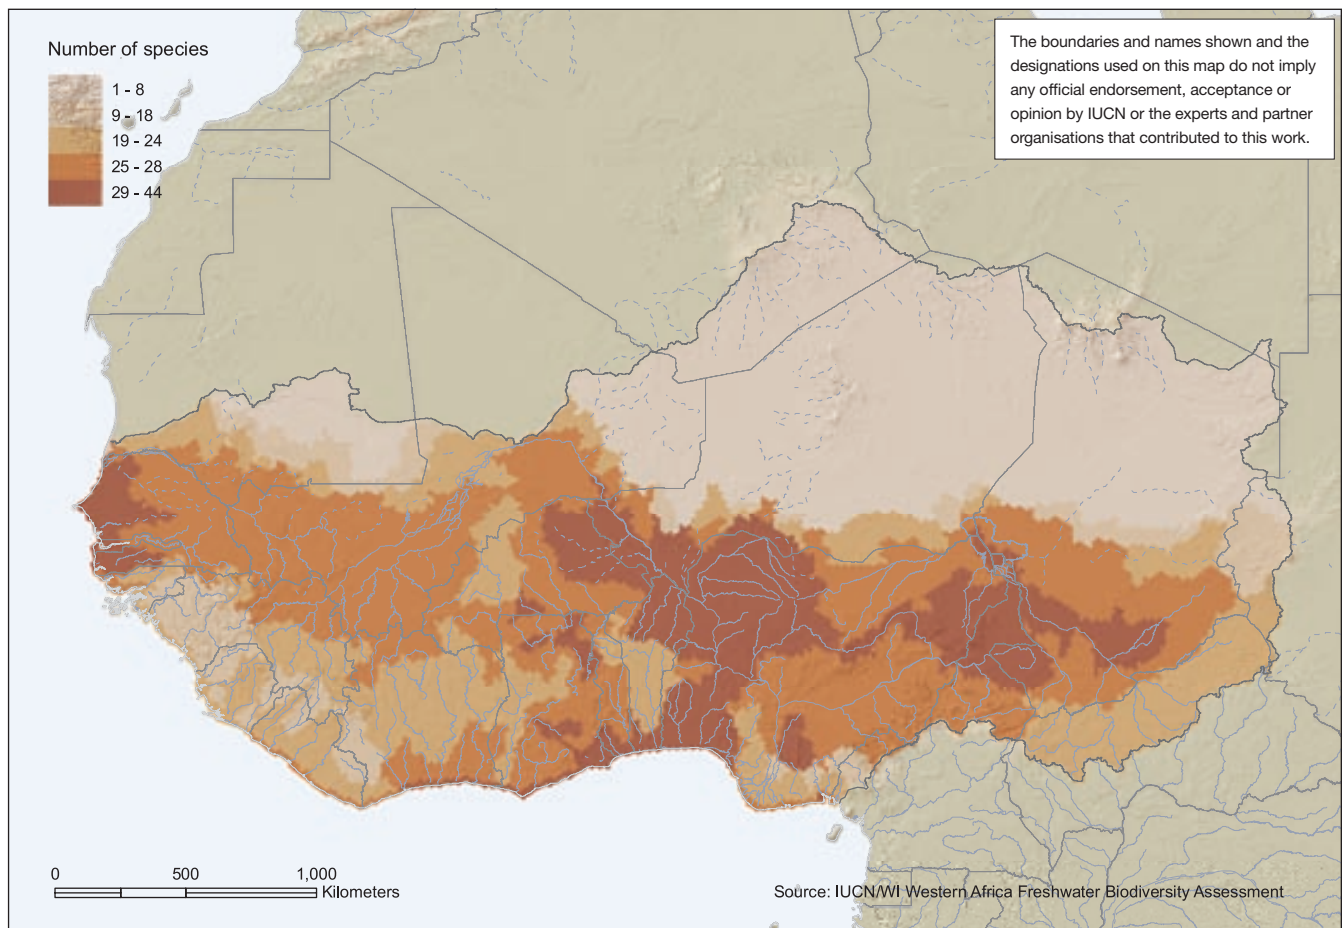 Number of species
1 - 8
9 - 18
19 - 24
25 - 28
29 - 44
The boundaries and names shown and the
designations used on this map do not imply
any official endorsement, acceptance or
opinion by IUCN or the experts and partner
organisations that contributed to this work.
0 500 1,000
Kilometers
Source: IUCN/WI Western Africa Freshwater Biodiversity Assessment